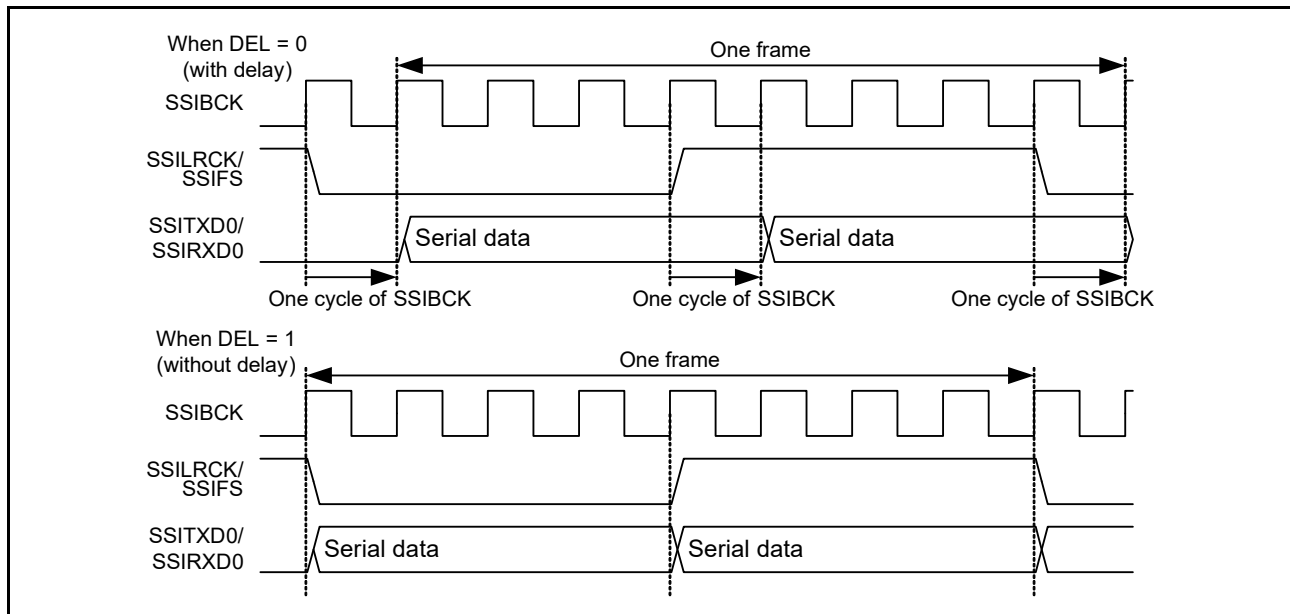 When DEL = 0
(with delay)
One frame
SSIBCK
SSILRCK/
SSIFS
SSITXD0/
SSIRXD0
Serial data
Serial data
One cycle of SSIBCK
One cycle of SSIBCK
One cycle of SSIBCK
When DEL = 1
(without delay)
One frame
SSIBCK
SSILRCK/
SSIFS
SSITXD0/
SSIRXD0
Serial data
Serial data